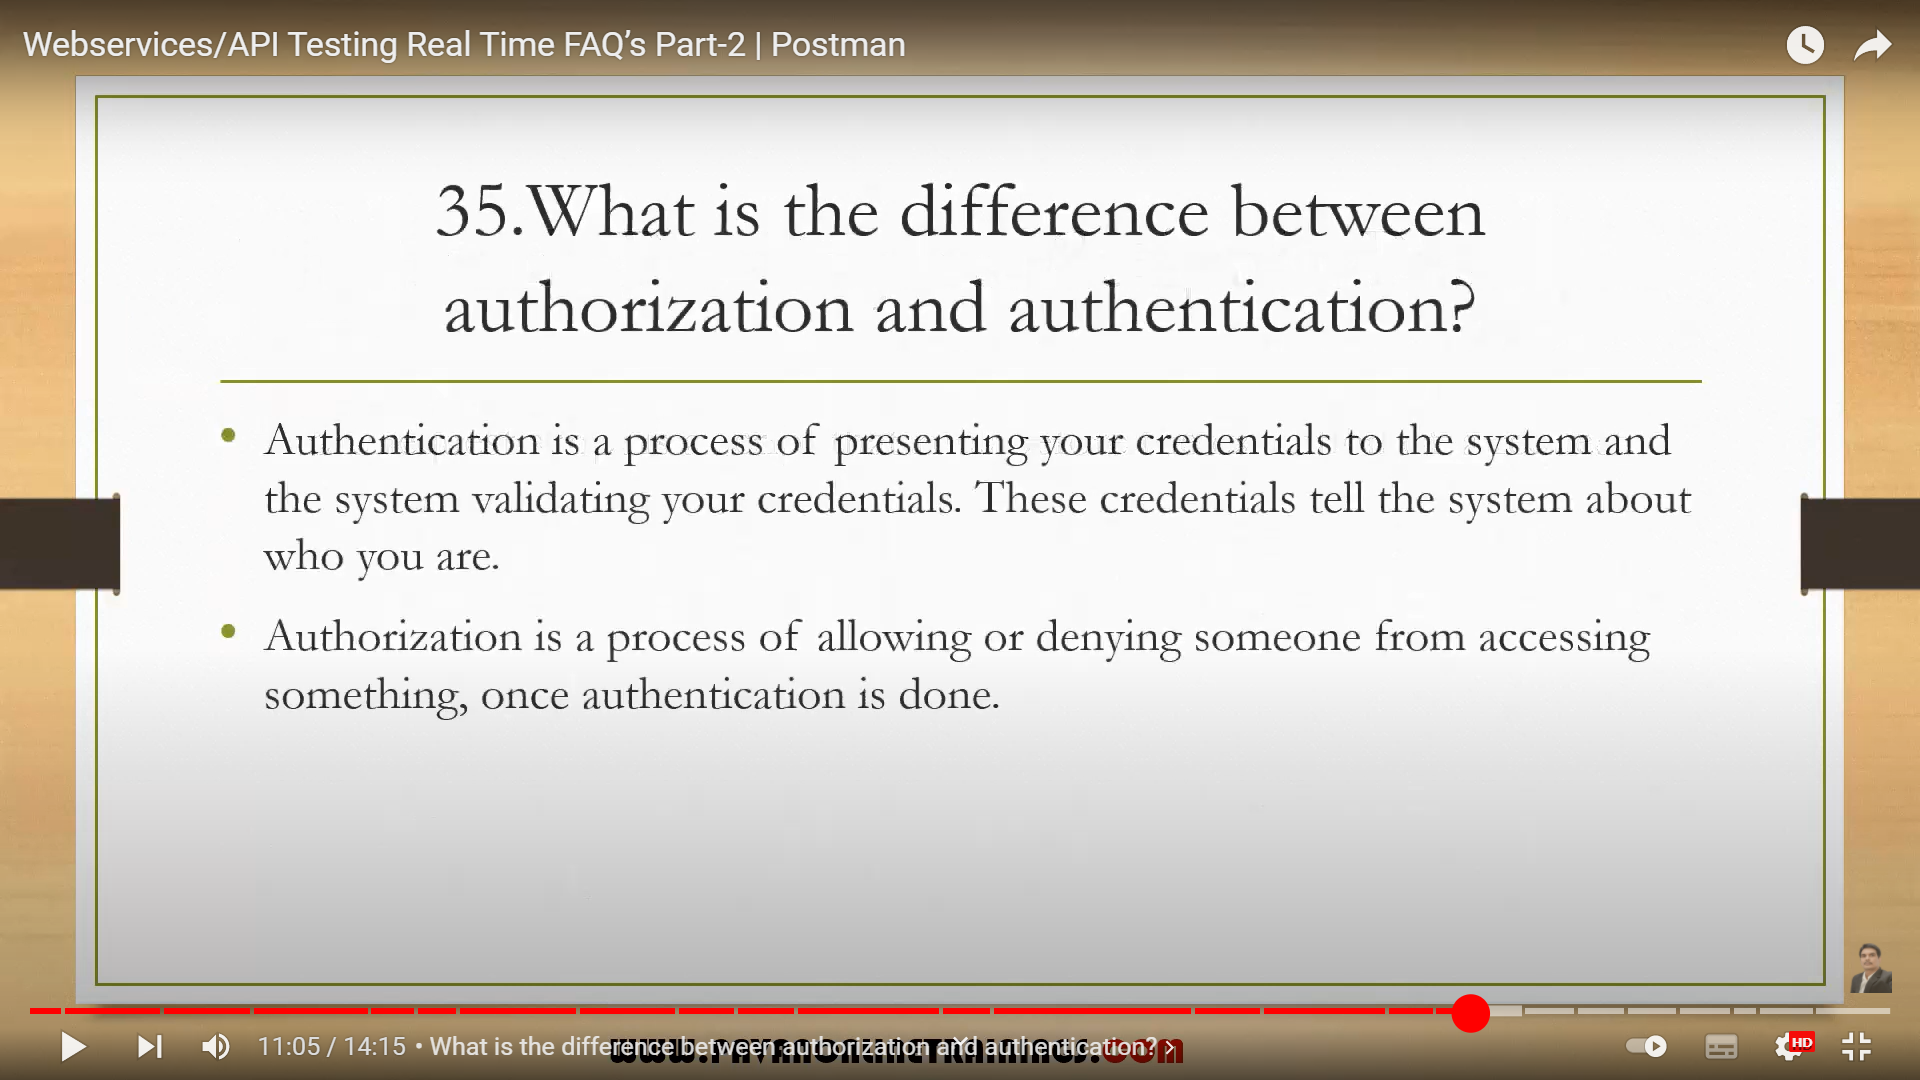 Webservices/API Testing Real Time FAQ’s Part-2 | Postman
35.What is the difference between
authorization and authentication?
• Authentication is a process of presenting your credentials to the system and
the system validating your credentials. These credentials tell the system about
who you are.
• Authorization is a process of allowing or denying someone from accessing
something, once authentication is done.
11:05 / 14:15 • What is the difference between authorization and authentication? ›
HD